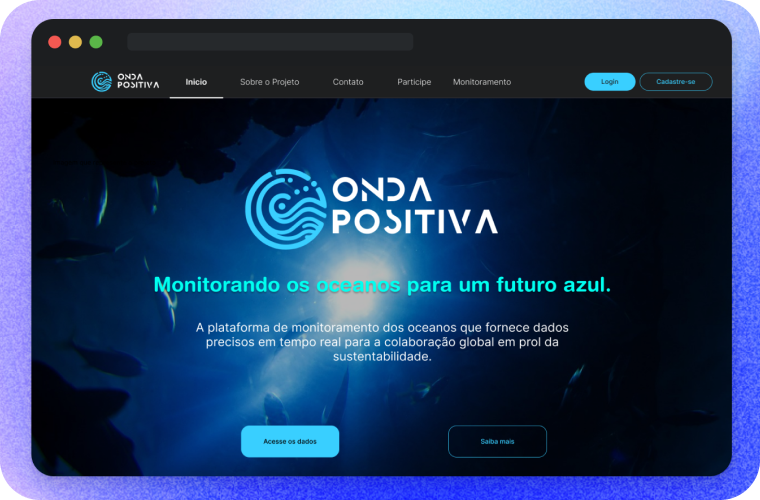 ONDA
POSITIVA
Inicio
Sobre o Projeto
Contato
Participe
Monitoramento
Login
Cadastre-se
ONDA
POSITIVA
Monitorando os oceanos para um futuro azul.
A plataforma de monitoramento dos oceanos que fornece dados
precisos em tempo real para a colaboração global em prol da
sustentabilidade.
Acesse os dados
Saiba mais